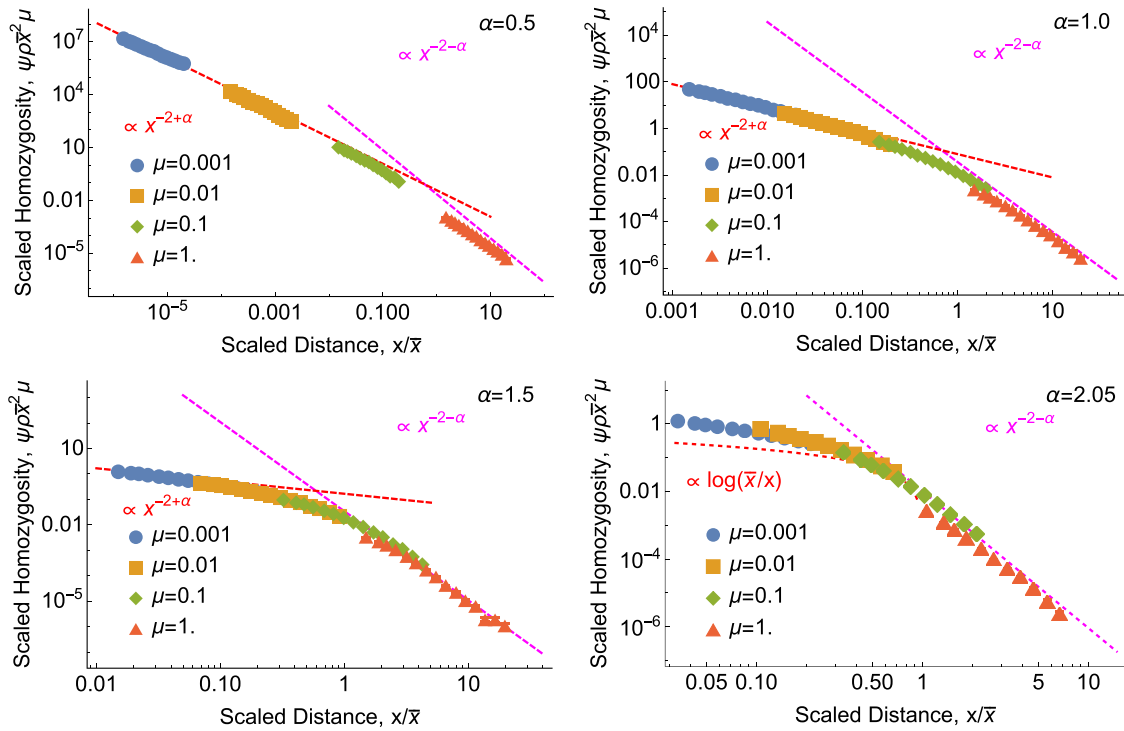 α=0.5
Scaled Homozygosity, ψρx̅²μ
10⁷
10⁴
10
0.01
10⁻⁵
∝ x⁻²⁻ᵅ
∝ x⁻²⁺ᵅ
μ=0.001
μ=0.01
μ=0.1
μ=1.
10⁻⁵
0.001
0.100
10
Scaled Distance, x/x̅
α=1.0
Scaled Homozygosity, ψρx̅²μ
10⁴
100
1
0.01
10⁻⁴
10⁻⁶
∝ x⁻²⁻ᵅ
∝ x⁻²⁺ᵅ
μ=0.001
μ=0.01
μ=0.1
μ=1.
0.001
0.010
0.100
1
10
Scaled Distance, x/x̅
α=1.5
Scaled Homozygosity, ψρx̅²μ
10
0.01
10⁻⁵
∝ x⁻²⁻ᵅ
∝ x⁻²⁺ᵅ
μ=0.001
μ=0.01
μ=0.1
μ=1.
0.01
0.10
1
10
Scaled Distance, x/x̅
α=2.05
Scaled Homozygosity, ψρx̅²μ
1
0.01
10⁻⁴
10⁻⁶
∝ x⁻²⁻ᵅ
∝ log(x̅/x)
μ=0.001
μ=0.01
μ=0.1
μ=1.
0.05
0.10
0.50
1
5
10
Scaled Distance, x/x̅